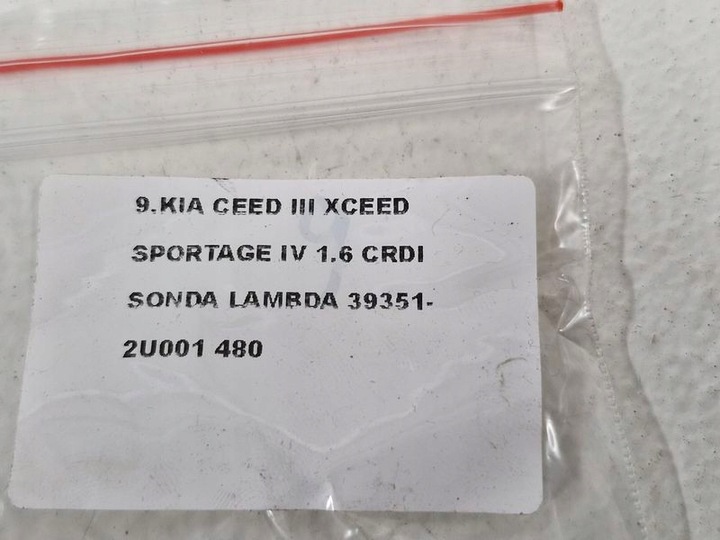 9.KIA CEED III XCEED
SPORTAGE IV 1.6 CRDI
SONDA LAMBDA 39351-
2U001 480